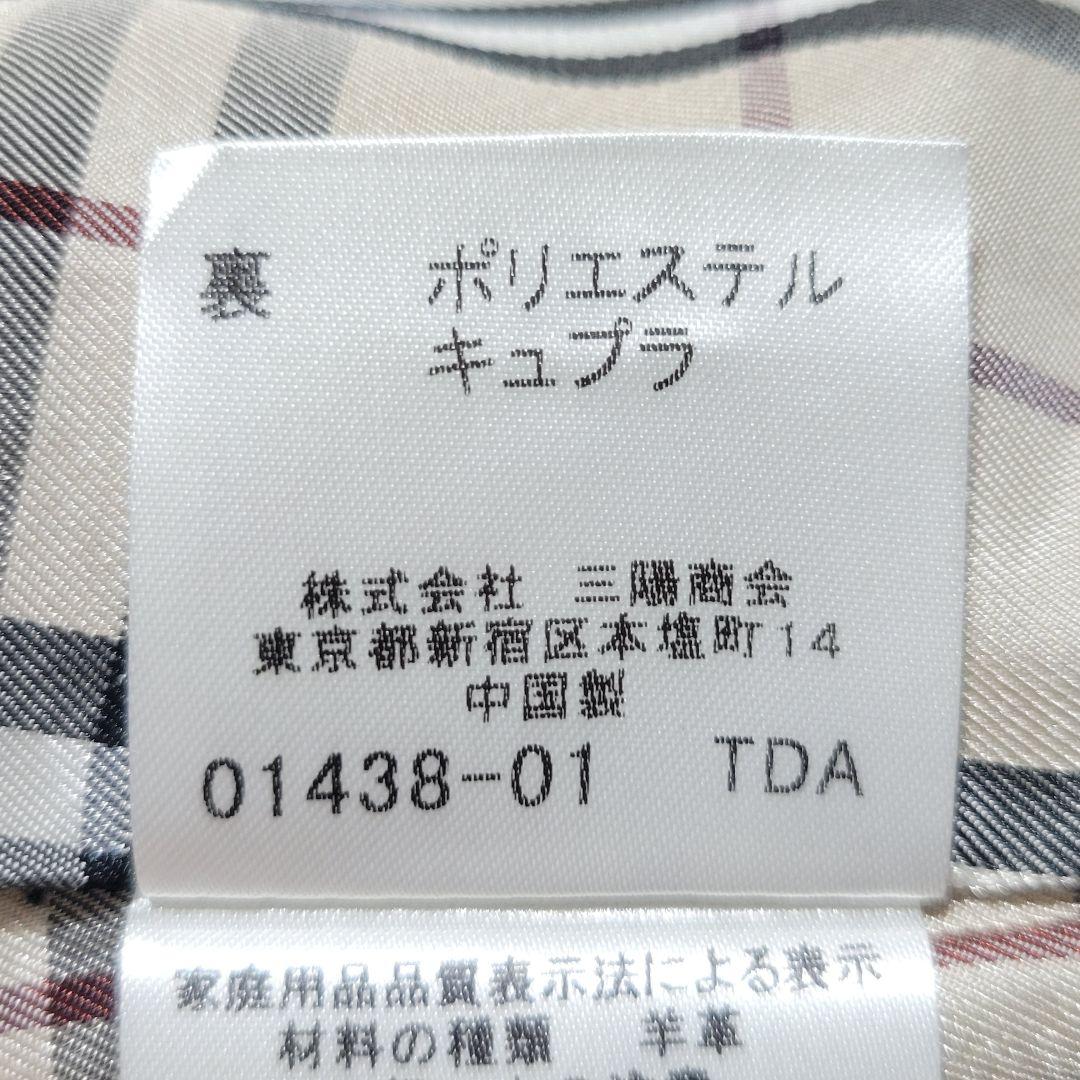 裏 ポリエステル
キュプラ
株式会社 三陽商会
東京都新宿区本塩町14
中国製
01438-01 TDA
家庭用品品質表示法による表示
材料の種類 羊革